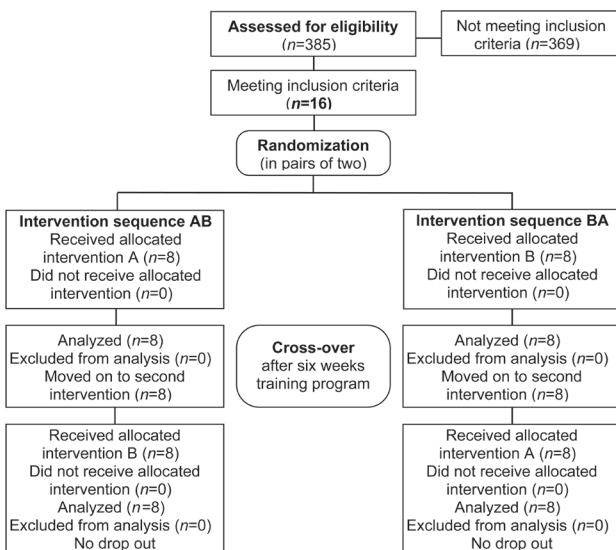 Assessed for eligibility
(n=385)
Not meeting inclusion
criteria (n=369)
Meeting inclusion criteria
(n=16)
Randomization
(in pairs of two)
Intervention sequence AB
Received allocated
intervention A (n=8)
Did not receive allocated
intervention (n=0)
Intervention sequence BA
Received allocated
intervention B (n=8)
Did not receive allocated
intervention (n=0)
Analyzed (n=8)
Excluded from analysis (n=0)
Moved on to second
intervention (n=8)
Cross-over
after six weeks
training program
Analyzed (n=8)
Excluded from analysis (n=0)
Moved on to second
intervention (n=8)
Received allocated
intervention B (n=8)
Did not receive allocated
intervention (n=0)
Analyzed (n=8)
Excluded from analysis (n=0)
No drop out
Received allocated
intervention A (n=8)
Did not receive allocated
intervention (n=0)
Analyzed (n=8)
Excluded from analysis (n=0)
No drop out